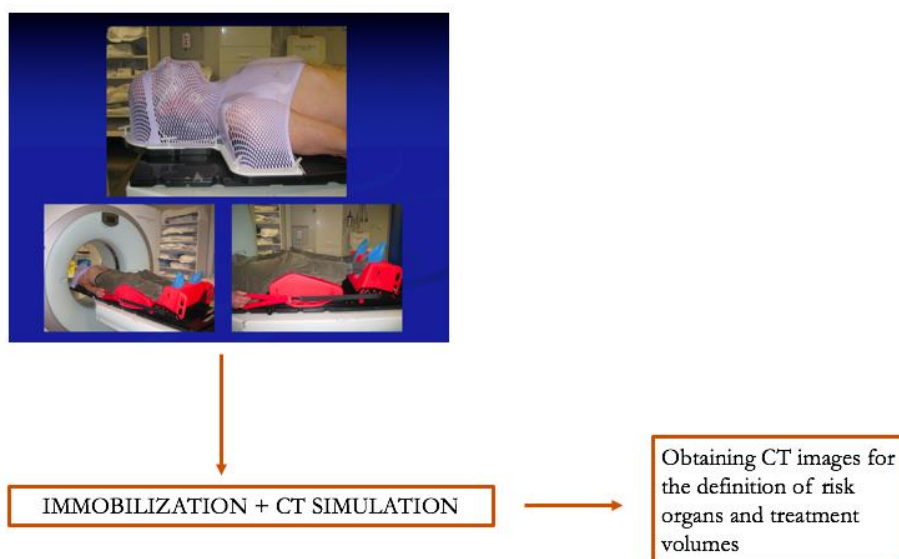 IMMOBILIZATION + CT SIMULATION
Obtaining CT images for
the definition of risk
organs and treatment
volumes